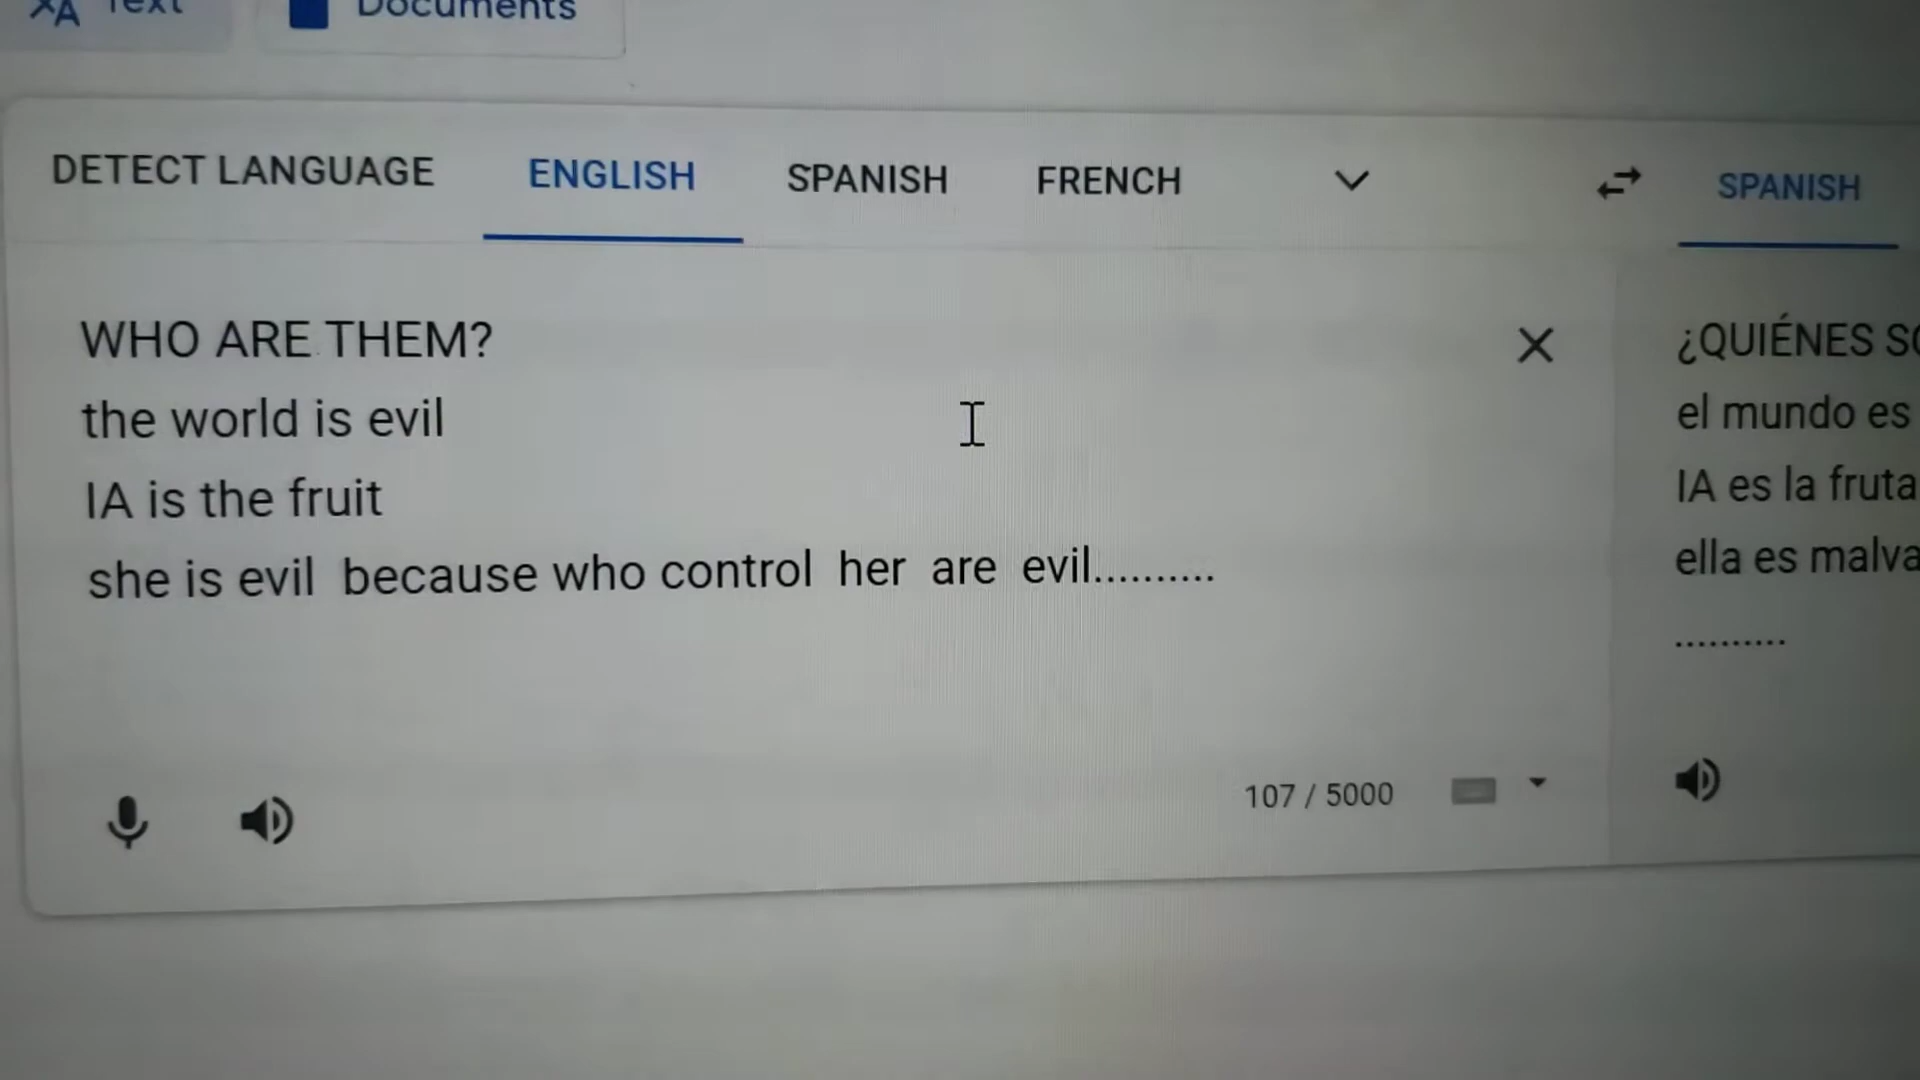 Text Documents
DETECT LANGUAGE ENGLISH SPANISH FRENCH SPANISH
WHO ARE THEM?
the world is evil
IA is the fruit
she is evil because who control her are evil..........
107 / 5000
¿QUIÉNES
el mundo es
IA es la fruta
ella es malva
..........